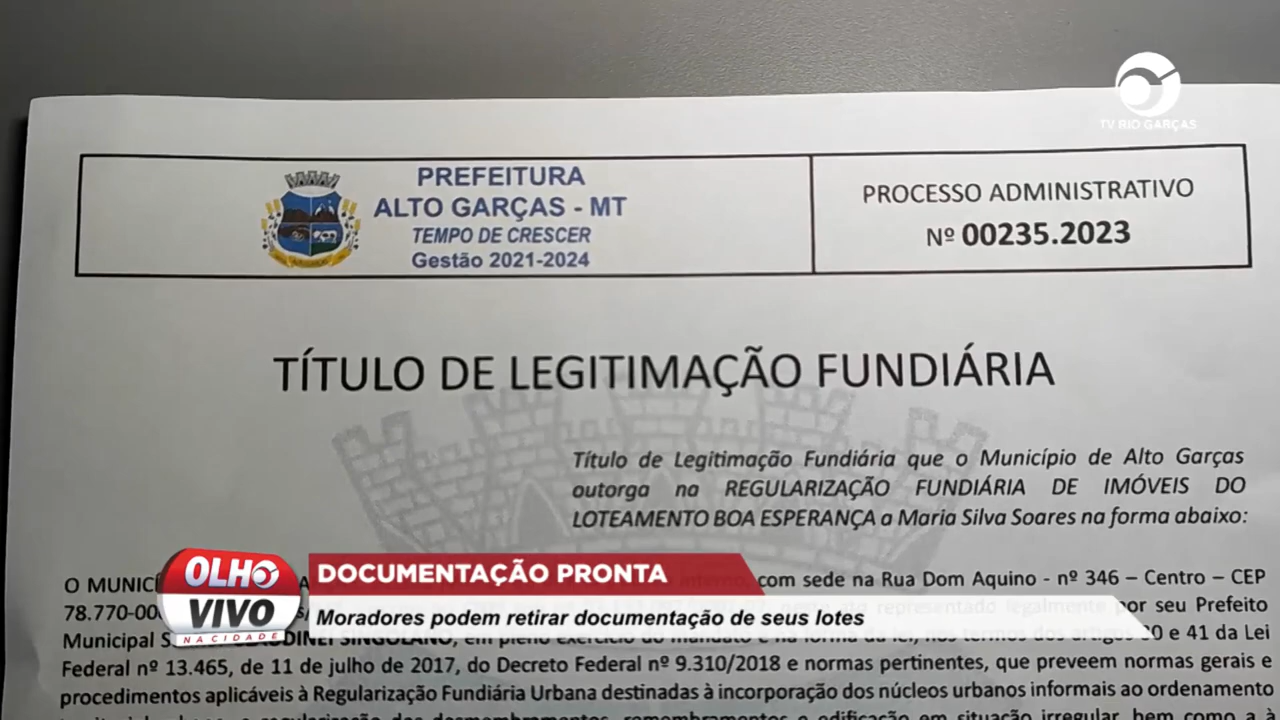 TV RIO GARÇAS
PREFEITURA
ALTO GARÇAS - MT
TEMPO DE CRESCER
Gestão 2021-2024
PROCESSO ADMINISTRATIVO
Nº 00235.2023
TÍTULO DE LEGITIMAÇÃO FUNDIÁRIA
Título de Legitimação Fundiária que o Município de Alto Garças
outorga na REGULARIZAÇÃO FUNDIÁRIA DE IMÓVEIS DO
LOTEAMENTO BOA ESPERANÇA a Maria Silva Soares na forma abaixo:
O com sede na Rua Dom Aquino - nº 346 – Centro – CEP
por seu Prefeito
Municipal em pleno exercício do mandato e na forma da lei, nos termos dos artigos e 41 da Lei
Federal nº 13.465, de 11 de julho de 2017, do Decreto Federal nº 9.310/2018 e normas pertinentes, que preveem normas gerais e
procedimentos aplicáveis à Regularização Fundiária Urbana destinadas à incorporação dos núcleos urbanos informais ao ordenamento
em situação irregular, bem como a à
OLHO
VIVO
NA CIDADE
DOCUMENTAÇÃO PRONTA
Moradores podem retirar documentação de seus lotes